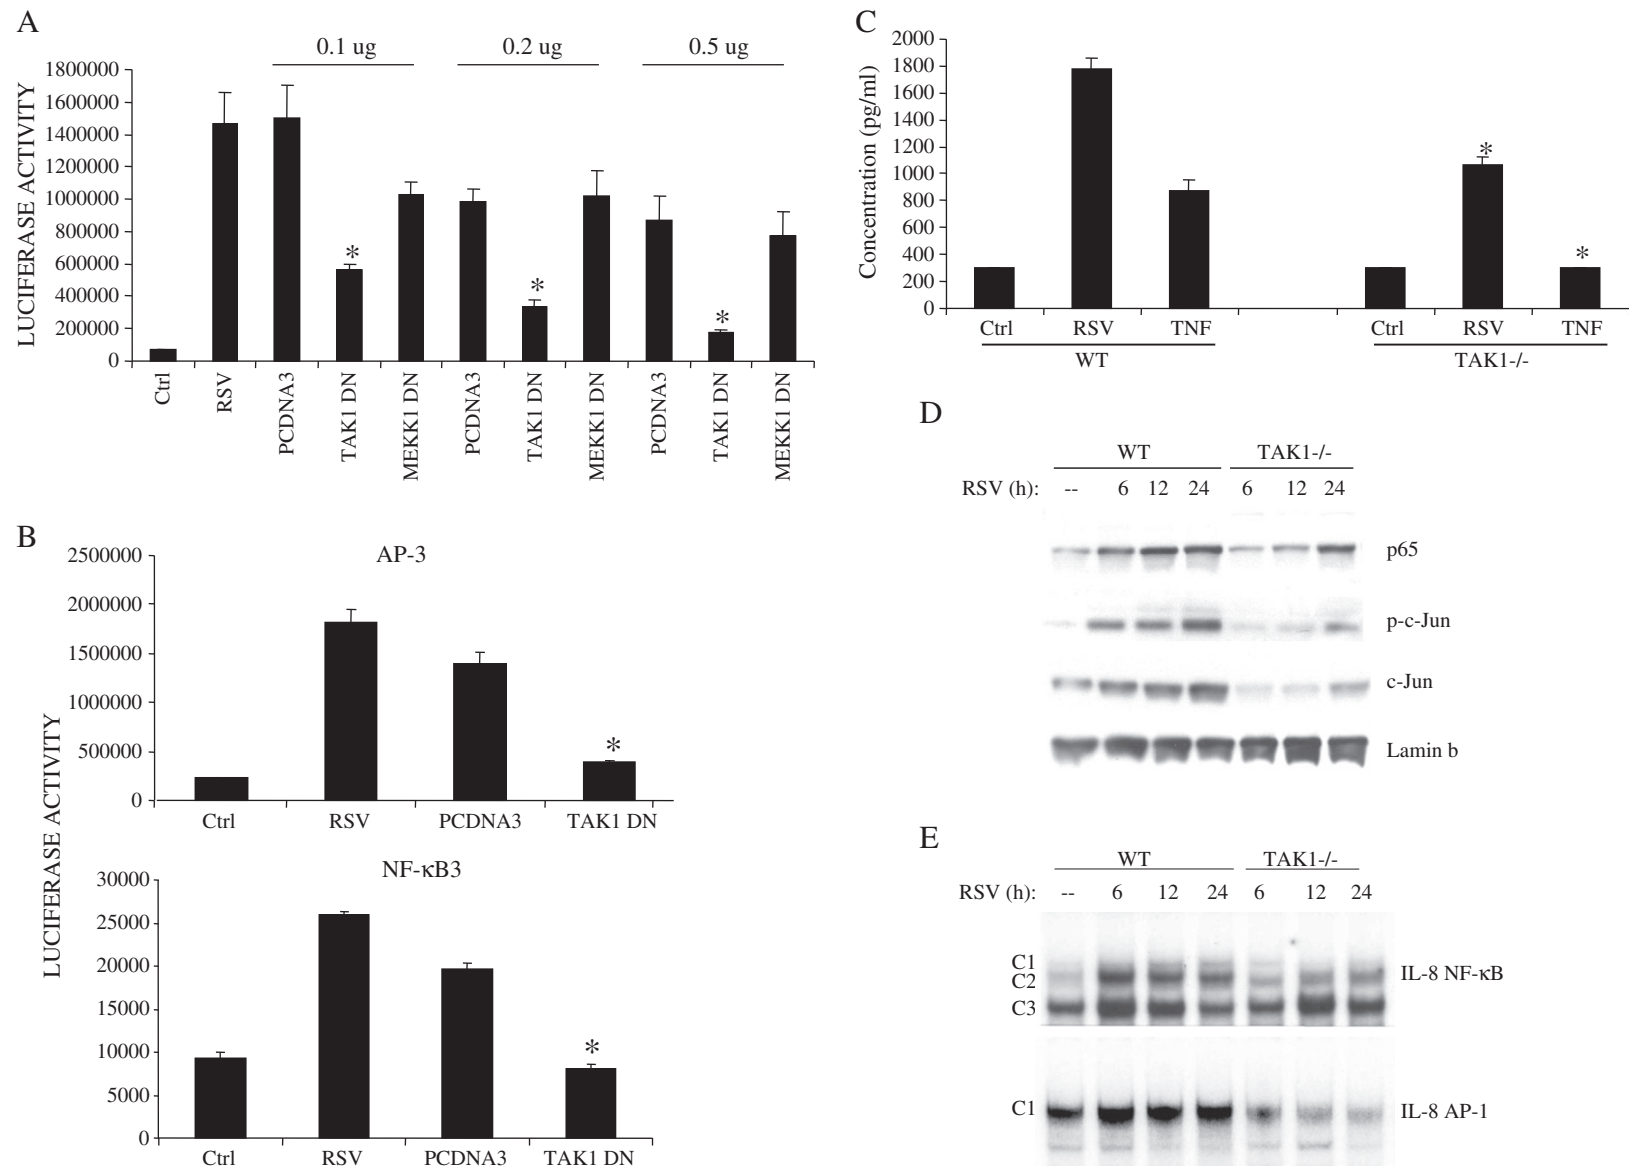 A
0.1 ug 0.2 ug 0.5 ug
LUCIFERASE ACTIVITY
1800000
1600000
1400000
1200000
1000000
800000
600000
400000
200000
0
* * *
Ctrl RSV PCDNA3 TAK1 DN MEKK1 DN PCDNA3 TAK1 DN MEKK1 DN PCDNA3 TAK1 DN MEKK1 DN
B
AP-3
LUCIFERASE ACTIVITY
2500000
2000000
1500000
1000000
500000
0
*
Ctrl RSV PCDNA3 TAK1 DN
NF-κB3
30000
25000
20000
15000
10000
5000
0
*
Ctrl RSV PCDNA3 TAK1 DN
C
Concentration (pg/ml)
2000
1800
1600
1400
1200
1000
800
600
400
200
0
* *
Ctrl RSV TNF Ctrl RSV TNF
WT TAK1-/-
D
WT TAK1-/-
RSV (h): -- 6 12 24 6 12 24
p65
p-c-Jun
c-Jun
Lamin b
E
WT TAK1-/-
RSV (h): -- 6 12 24 6 12 24
C1
C2
C3
IL-8 NF-κB
C1
IL-8 AP-1